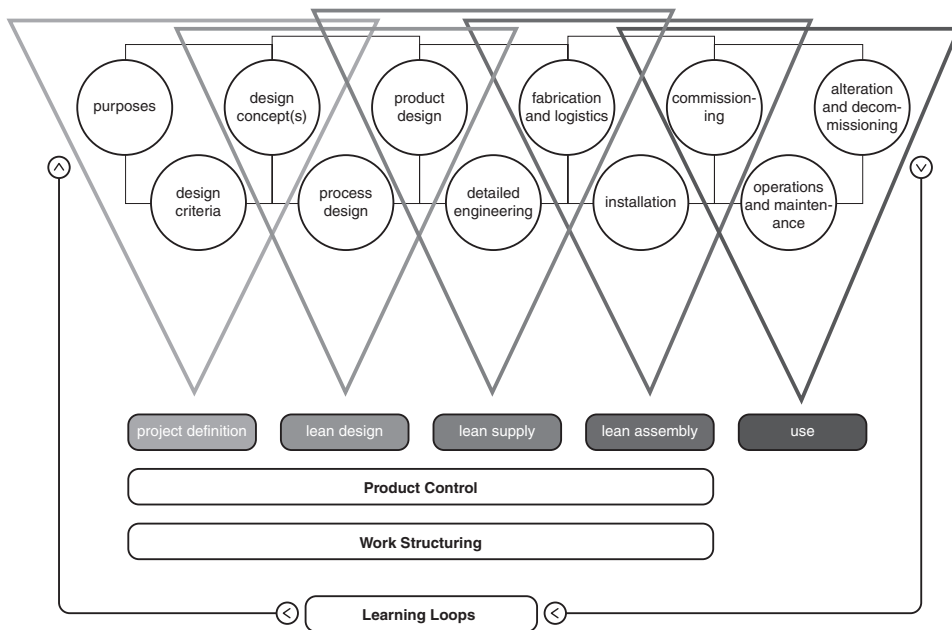 purposes
design
concept(s)
product
design
fabrication
and logistics
commission-
ing
alteration
and decom-
missioning
design
criteria
process
design
detailed
engineering
installation
operations
and mainten-
ance
project definition
lean design
lean supply
lean assembly
use
Product Control
Work Structuring
Learning Loops